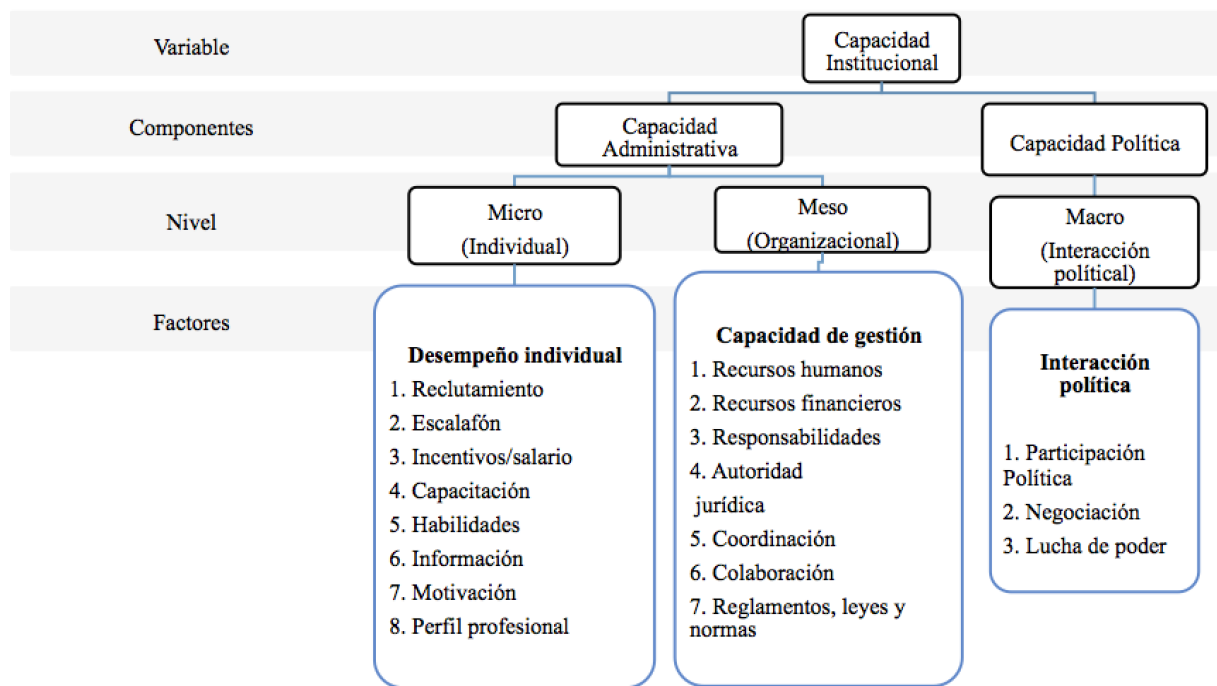 Variable
Capacidad
Institucional
Componentes
Capacidad
Administrativa
Capacidad Política
Nivel
Micro
(Individual)
Meso
(Organizacional)
Macro
(Interacción
polítical)
Factores
Desempeño individual
1. Reclutamiento
2. Escalafón
3. Incentivos/salario
4. Capacitación
5. Habilidades
6. Información
7. Motivación
8. Perfil profesional
Capacidad de gestión
1. Recursos humanos
2. Recursos financieros
3. Responsabilidades
4. Autoridad
jurídica
5. Coordinación
6. Colaboración
7. Reglamentos, leyes y
normas
Interacción
política
1. Participación
Política
2. Negociación
3. Lucha de poder